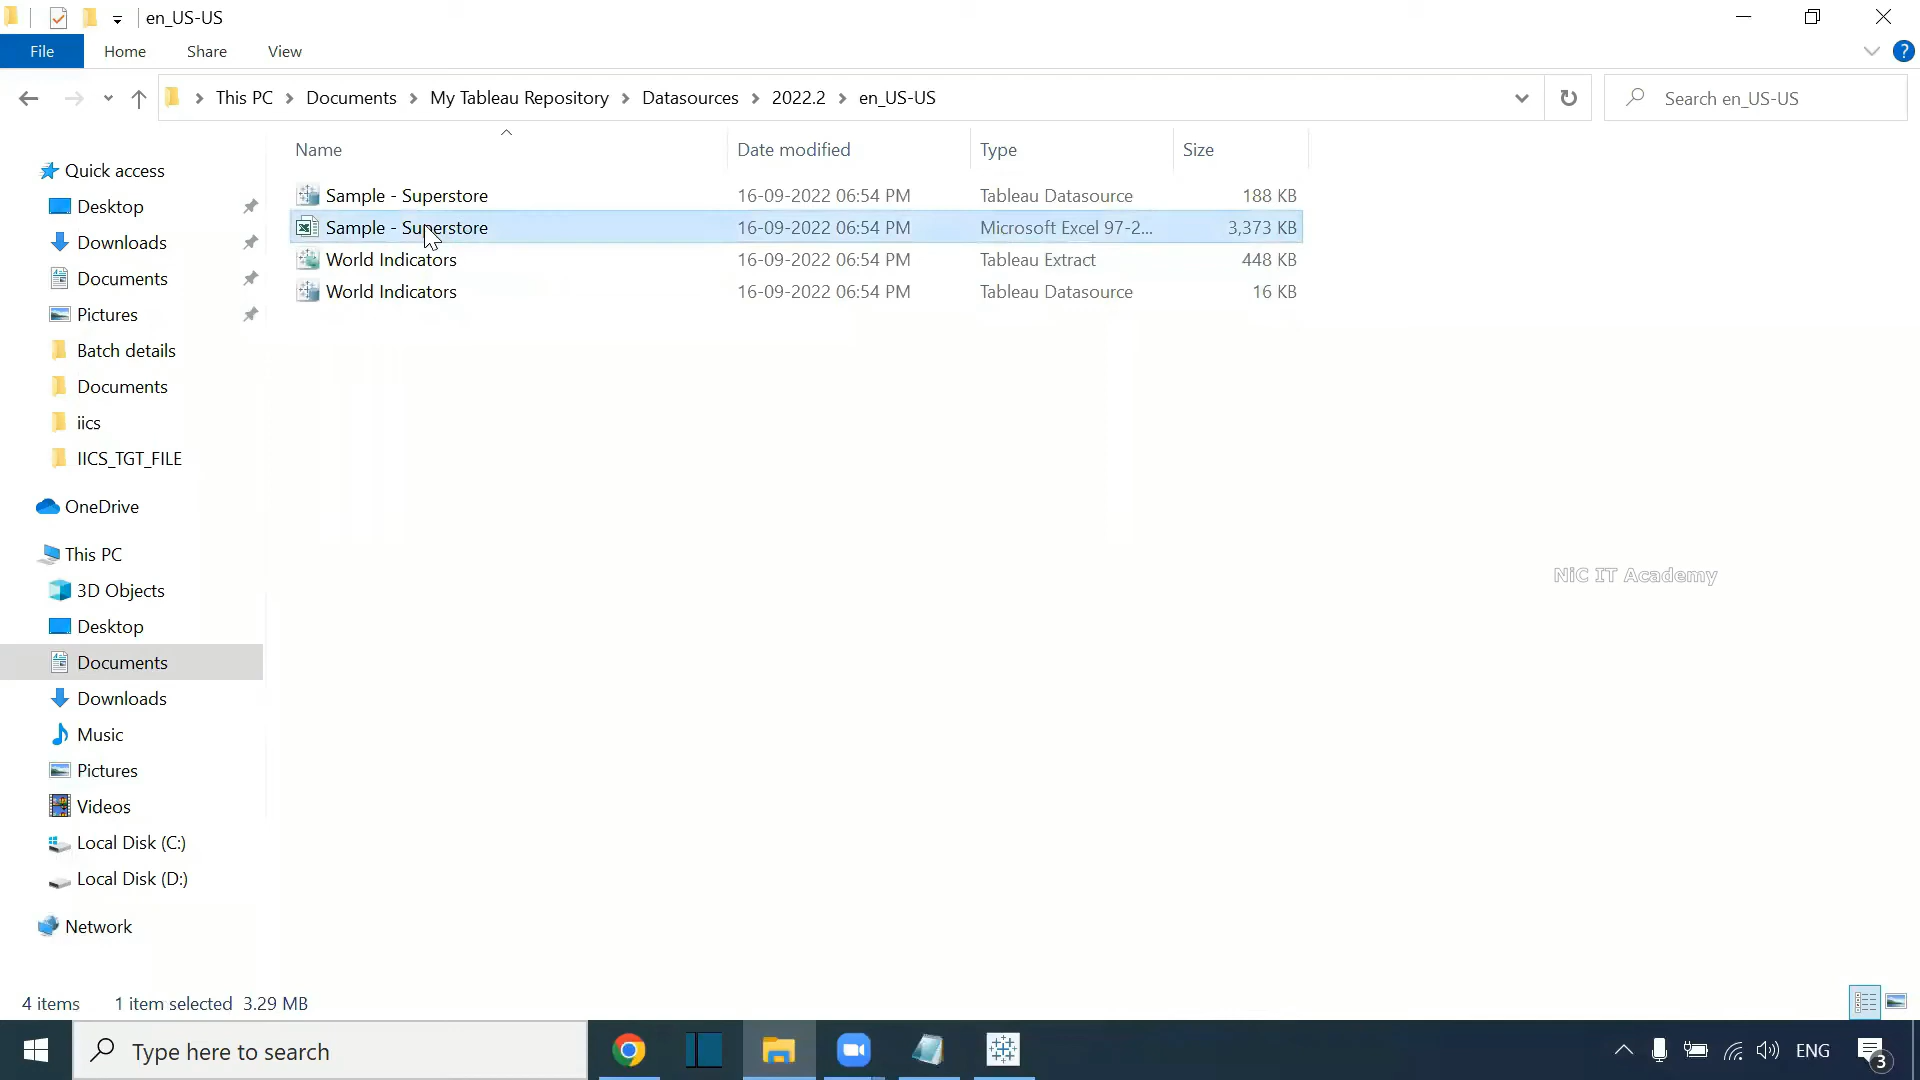 en_US-US
File Home Share View
This PC Documents My Tableau Repository Datasources 2022.2 en_US-US
Search en_US-US
Name Date modified Type Size
Sample - Superstore 16-09-2022 06:54 PM Tableau Datasource 188 KB
Sample - Superstore 16-09-2022 06:54 PM Microsoft Excel 97-2... 3,373 KB
World Indicators 16-09-2022 06:54 PM Tableau Extract 448 KB
World Indicators 16-09-2022 06:54 PM Tableau Datasource 16 KB
Quick access
Desktop
Downloads
Documents
Pictures
Batch details
Documents
iics
IICS_TGT_FILE
OneDrive
This PC
3D Objects
Desktop
Documents
Downloads
Music
Pictures
Videos
Local Disk (C:)
Local Disk (D:)
Network
NiC IT Academy
4 items 1 item selected 3.29 MB
Type here to search
ENG
3